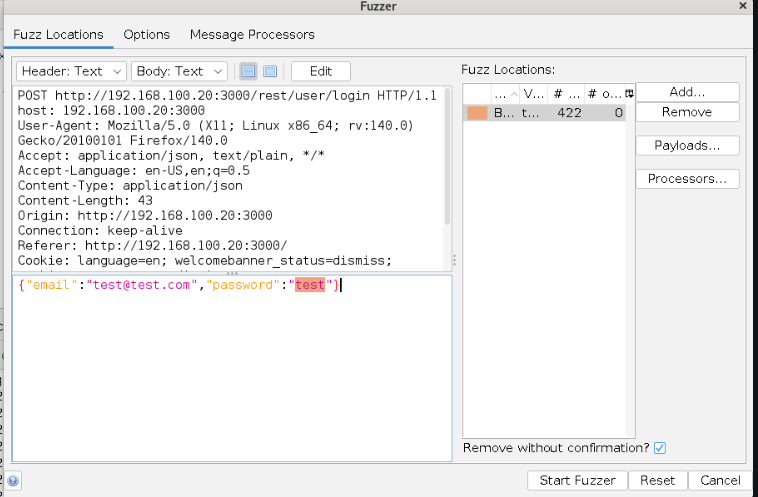 Fuzzer
Fuzz Locations Options Message Processors
Header: Text Body: Text Edit
POST http://192.168.100.20:3000/rest/user/login HTTP/1.1
host: 192.168.100.20:3000
User-Agent: Mozilla/5.0 (X11; Linux x86_64; rv:140.0)
Gecko/20100101 Firefox/140.0
Accept: application/json, text/plain, */*
Accept-Language: en-US,en;q=0.5
Content-Type: application/json
Content-Length: 43
Origin: http://192.168.100.20:3000
Connection: keep-alive
Referer: http://192.168.100.20:3000/
Cookie: language=en; welcomebanner_status=dismiss;
{"email":"test@test.com","password":"test"}
Fuzz Locations:
... V... # ... # o...
B... t... 422 0
Add...
Remove
Payloads...
Processors...
Remove without confirmation?
Start Fuzzer Reset Cancel